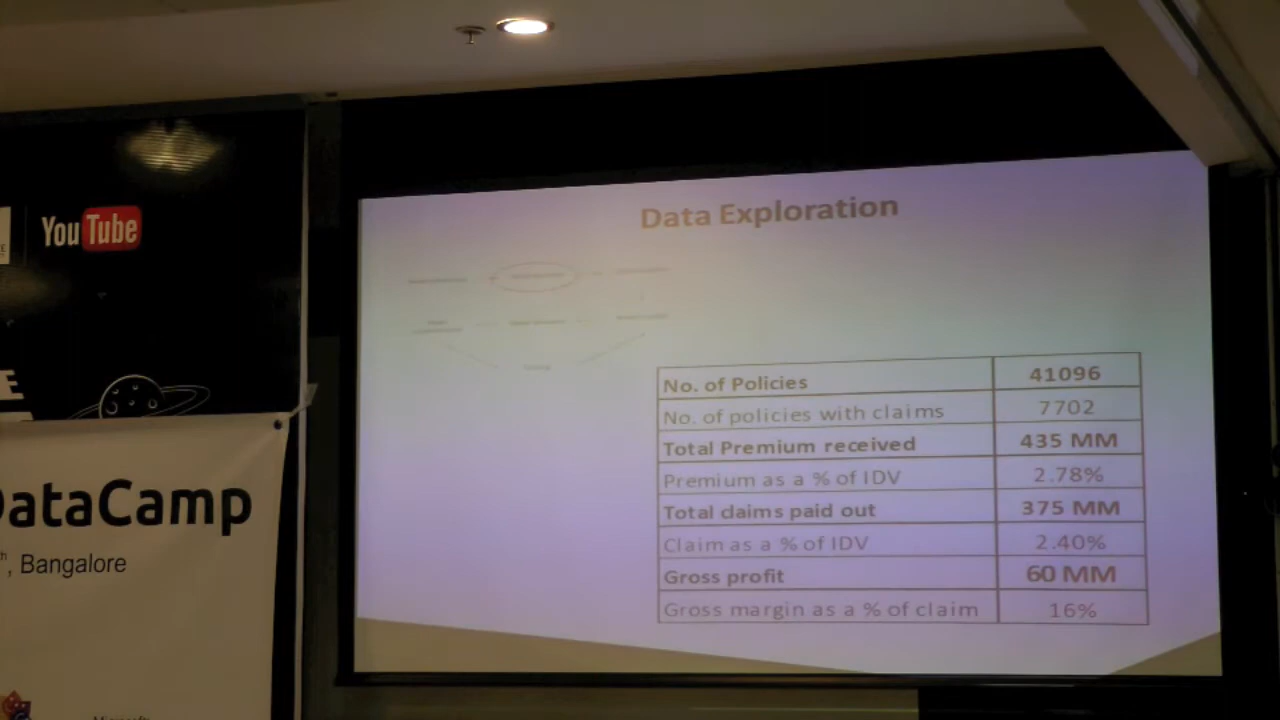 YouTube
E
DataCamp
th, Bangalore
Data Exploration
No. of Policies 41096
No. of policies with claims 7702
Total Premium received 435 MM
Premium as a % of IDV 2.78%
Total claims paid out 375 MM
Claim as a % of IDV 2.40%
Gross profit 60 MM
Gross margin as a % of claim 16%